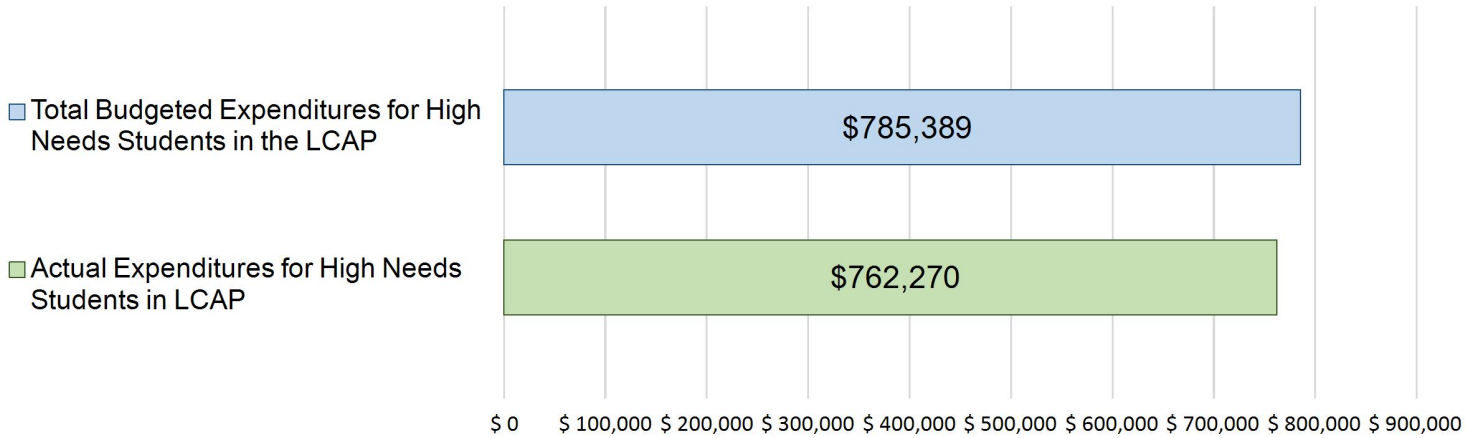 Total Budgeted Expenditures for High
Needs Students in the LCAP
$785,389
Actual Expenditures for High Needs
Students in LCAP
$762,270
$ 0 $ 100,000 $ 200,000 $ 300,000 $ 400,000 $ 500,000 $ 600,000 $ 700,000 $ 800,000 $ 900,000